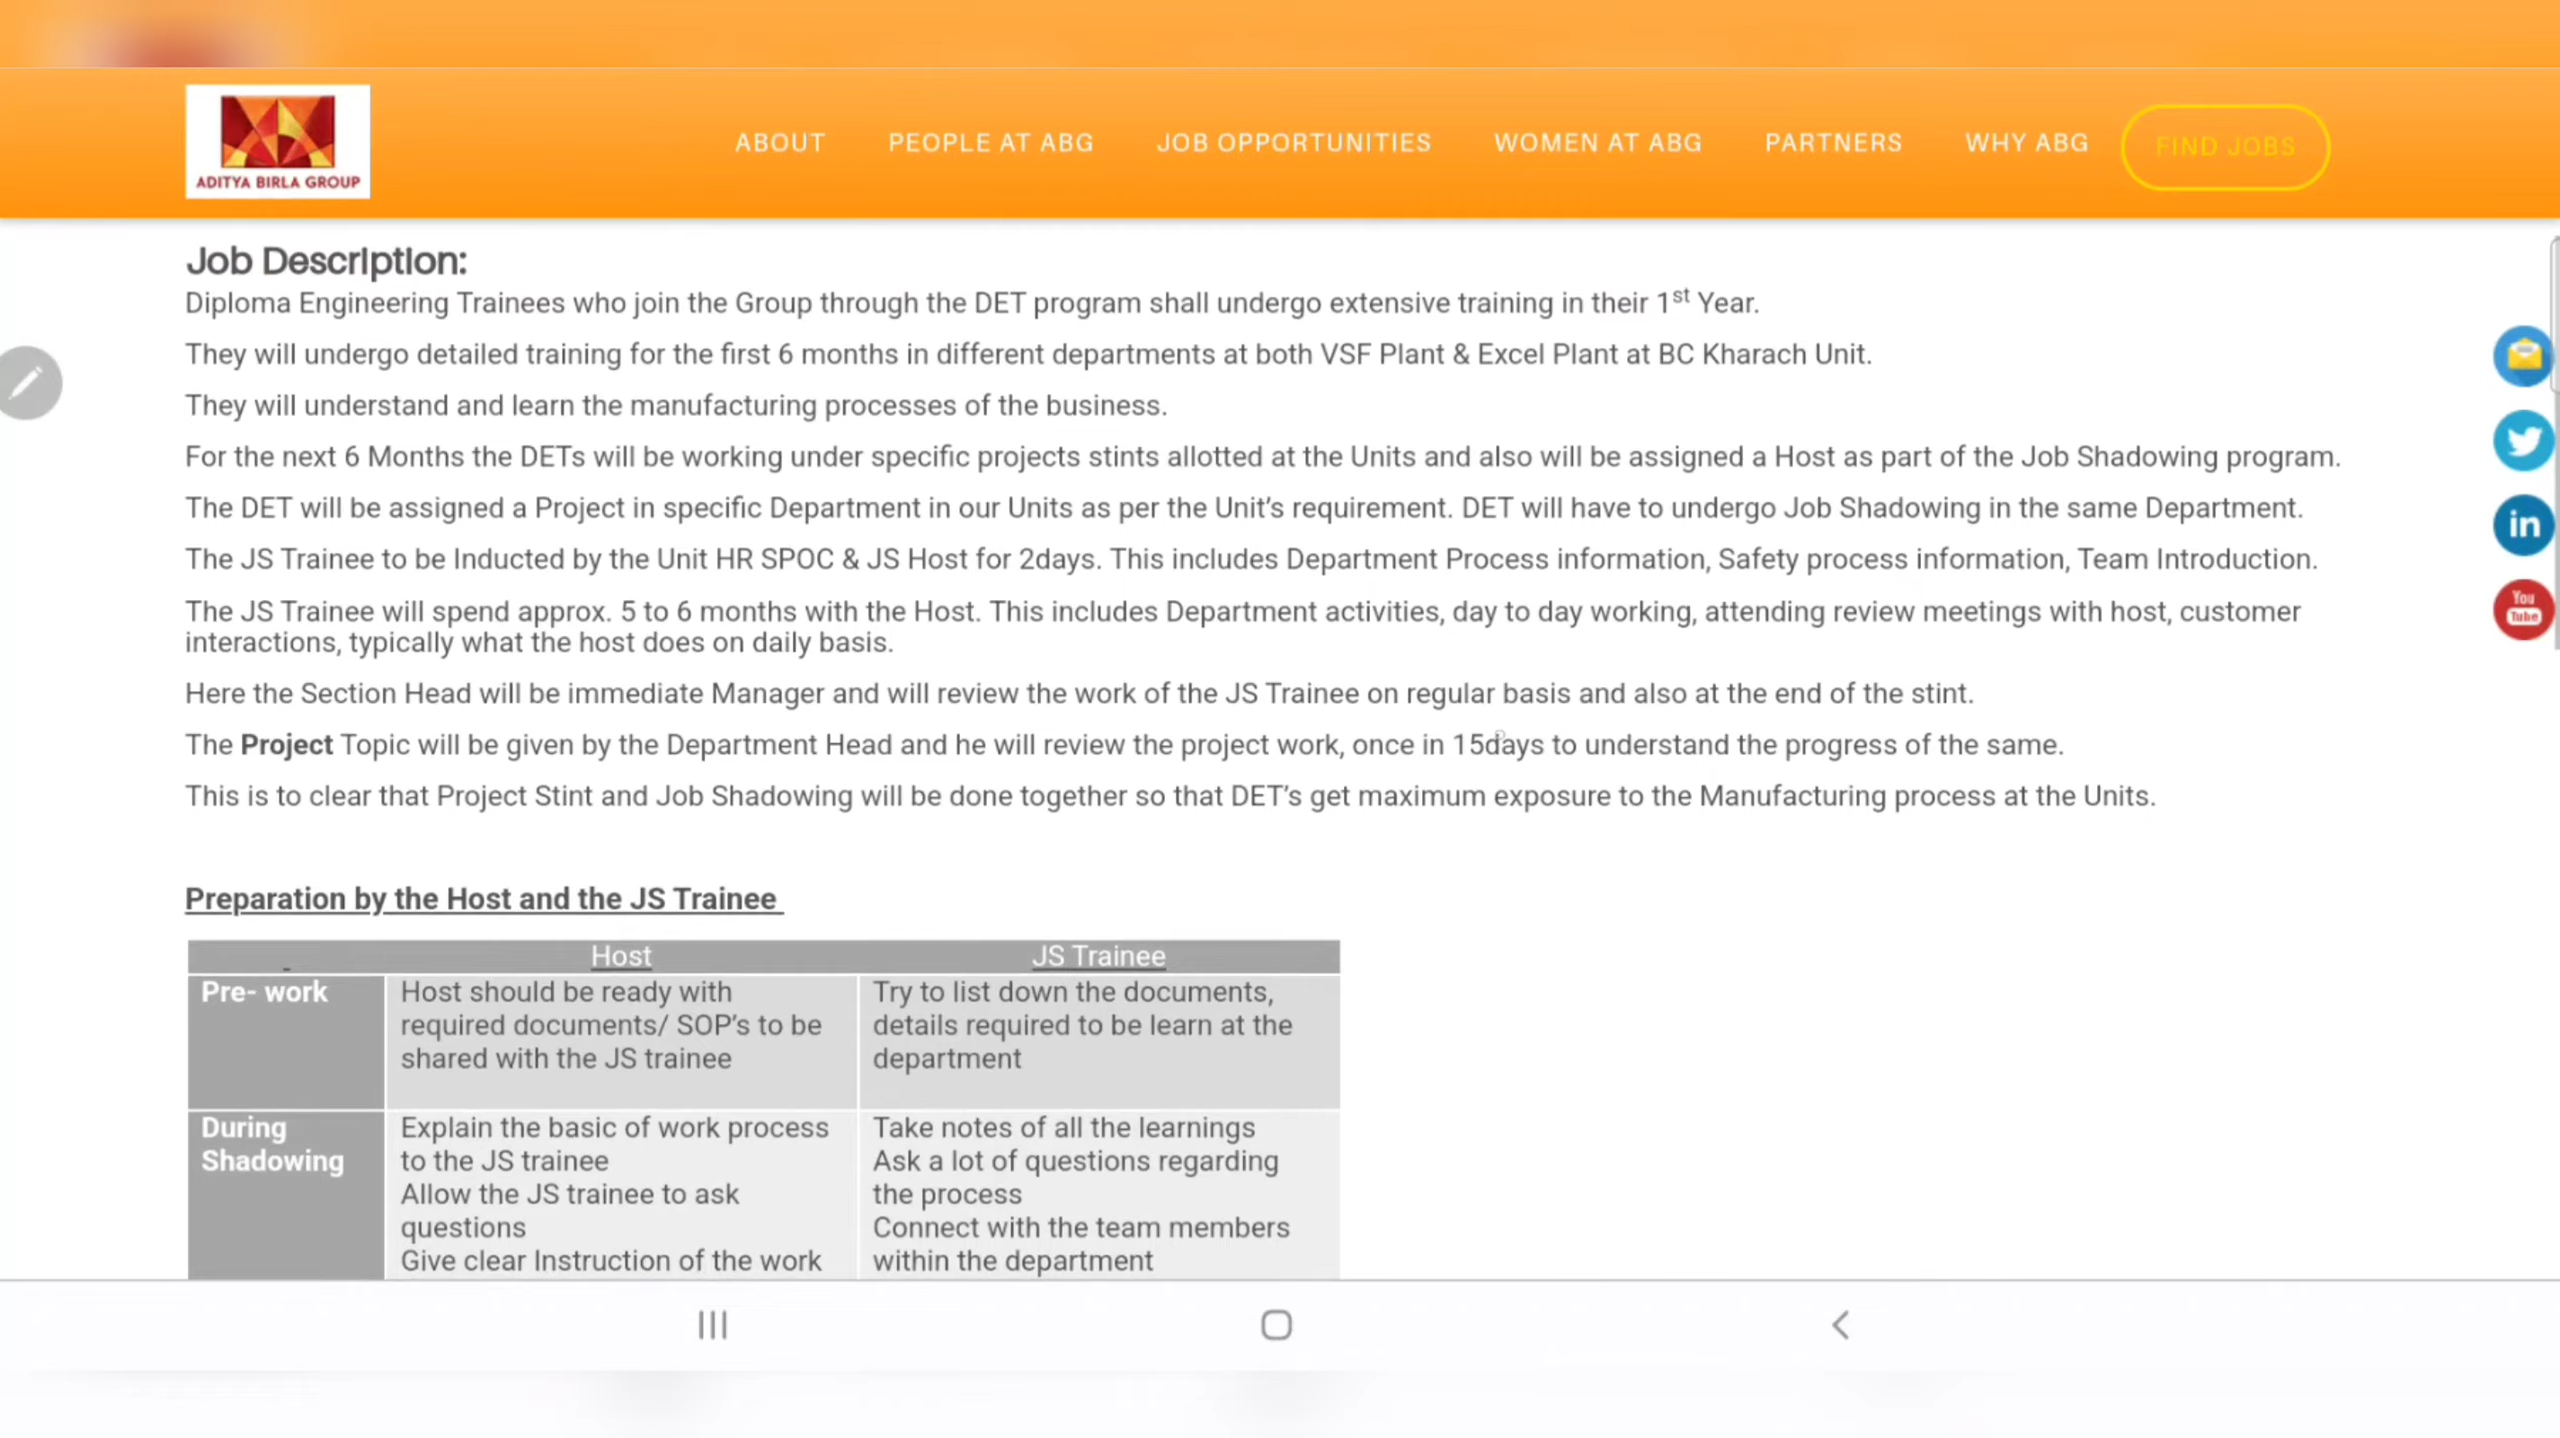 ADITYA BIRLA GROUP
ABOUT
PEOPLE AT ABG
JOB OPPORTUNITIES
WOMEN AT ABG
PARTNERS
WHY ABG
FIND JOBS
Job Description:
Diploma Engineering Trainees who join the Group through the DET program shall undergo extensive training in their 1st Year.
They will undergo detailed training for the first 6 months in different departments at both VSF Plant & Excel Plant at BC Kharach Unit.
They will understand and learn the manufacturing processes of the business.
For the next 6 Months the DETs will be working under specific projects stints allotted at the Units and also will be assigned a Host as part of the Job Shadowing program.
The DET will be assigned a Project in specific Department in our Units as per the Unit's requirement. DET will have to undergo Job Shadowing in the same Department.
The JS Trainee to be Inducted by the Unit HR SPOC & JS Host for 2days. This includes Department Process information, Safety process information, Team Introduction.
The JS Trainee will spend approx. 5 to 6 months with the Host. This includes Department activities, day to day working, attending review meetings with host, customer
interactions, typically what the host does on daily basis.
Here the Section Head will be immediate Manager and will review the work of the JS Trainee on regular basis and also at the end of the stint.
The Project Topic will be given by the Department Head and he will review the project work, once in 15days to understand the progress of the same.
This is to clear that Project Stint and Job Shadowing will be done together so that DET's get maximum exposure to the Manufacturing process at the Units.
Preparation by the Host and the JS Trainee
Host
JS Trainee
Pre- work
Host should be ready with
required documents/ SOP's to be
shared with the JS trainee
Try to list down the documents,
details required to be learn at the
department
During
Shadowing
Explain the basic of work process
to the JS trainee
Allow the JS trainee to ask
questions
Give clear Instruction of the work
Take notes of all the learnings
Ask a lot of questions regarding
the process
Connect with the team members
within the department
in
You
Tube